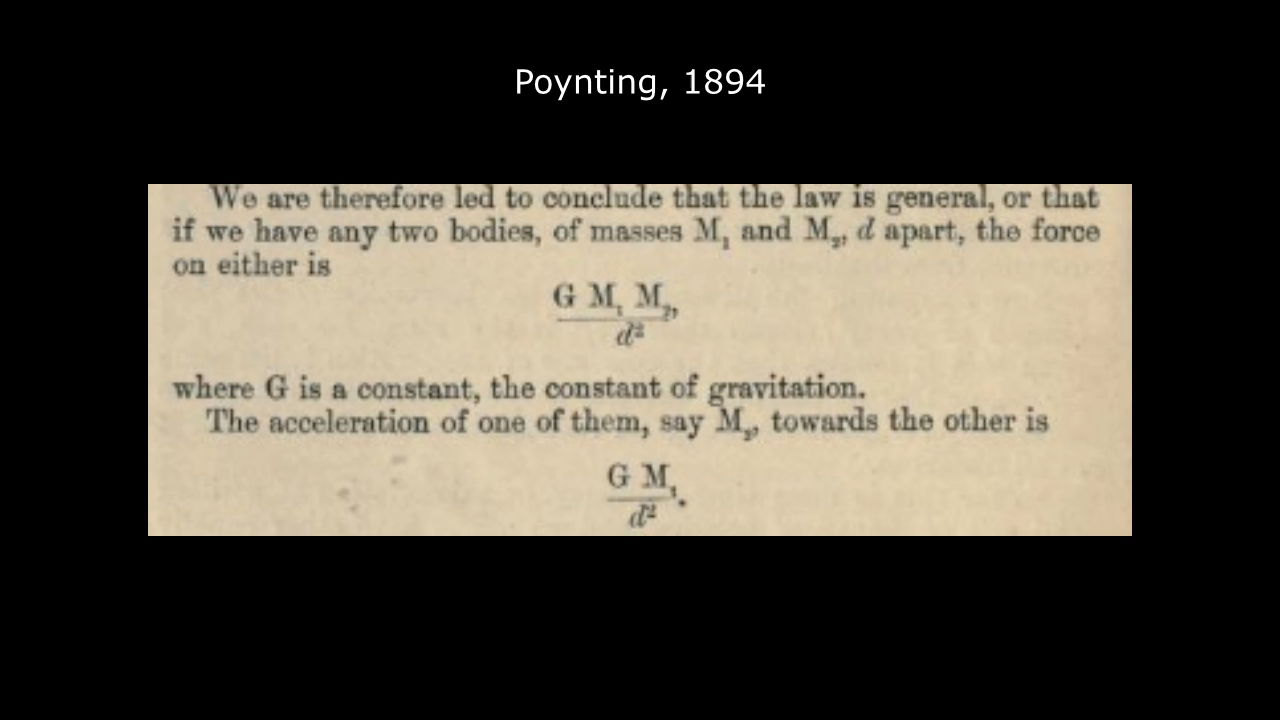 Poynting, 1894
We are therefore led to conclude that the law is general, or that
if we have any two bodies, of masses M₁ and M₂, d apart, the force
on either is
G M₁ M₂,
d²
where G is a constant, the constant of gravitation.
The acceleration of one of them, say M₂, towards the other is
G M₁.
d²